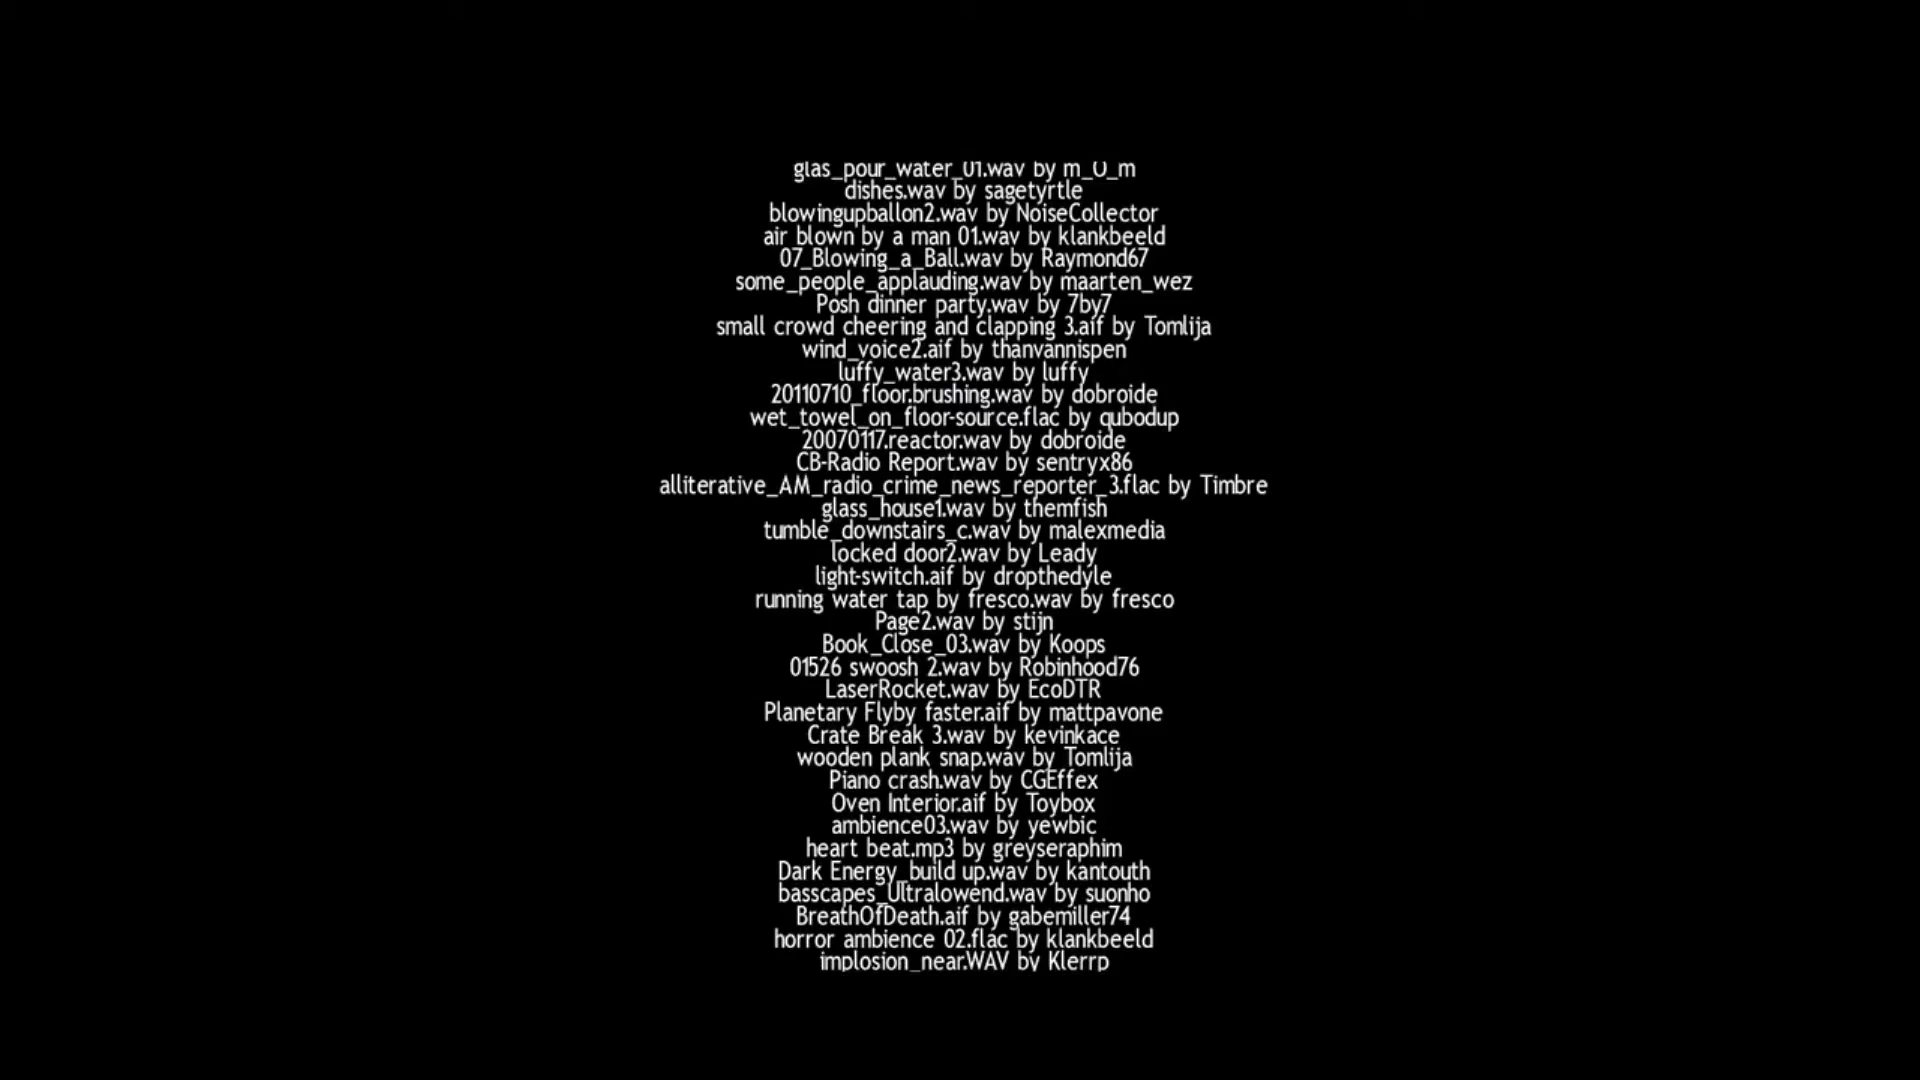 glas_pour_water_01.wav by m_O_m
dishes.wav by sagetyrtle
blowingupballon2.wav by NoiseCollector
air blown by a man 01.wav by klankbeeld
07_Blowing_a_Ball.wav by Raymond67
some_people_applauding.wav by maarten_wez
Posh dinner party.wav by 7by7
small crowd cheering and clapping 3.aif by Tomlija
wind_voice2.aif by thanvannispen
luffy_water3.wav by luffy
20110710_floor.brushing.wav by dobroide
wet_towel_on_floor-source.flac by qubodup
20070117.reactor.wav by dobroide
CB-Radio Report.wav by sentryx86
alliterative_AM_radio_crime_news_reporter_3.flac by Timbre
glass_house1.wav by themfish
tumble_downstairs_c.wav by malexmedia
locked door2.wav by Leady
light-switch.aif by dropthedyle
running water tap by fresco.wav by fresco
Page2.wav by stijn
Book_Close_03.wav by Koops
01526 swoosh 2.wav by Robinhood76
LaserRocket.wav by EcoDTR
Planetary Flyby faster.aif by mattpavone
Crate Break 3.wav by kevinkace
wooden plank snap.wav by Tomlija
Piano crash.wav by CGEffex
Oven Interior.aif by Toybox
ambience03.wav by yewbic
heart beat.mp3 by greyseraphim
Dark Energy_build up.wav by kantouth
basscapes_Ultralowend.wav by suonho
BreathOfDeath.aif by gabemiller74
horror ambience 02.flac by klankbeeld
implosion_near.WAV by Klerrp